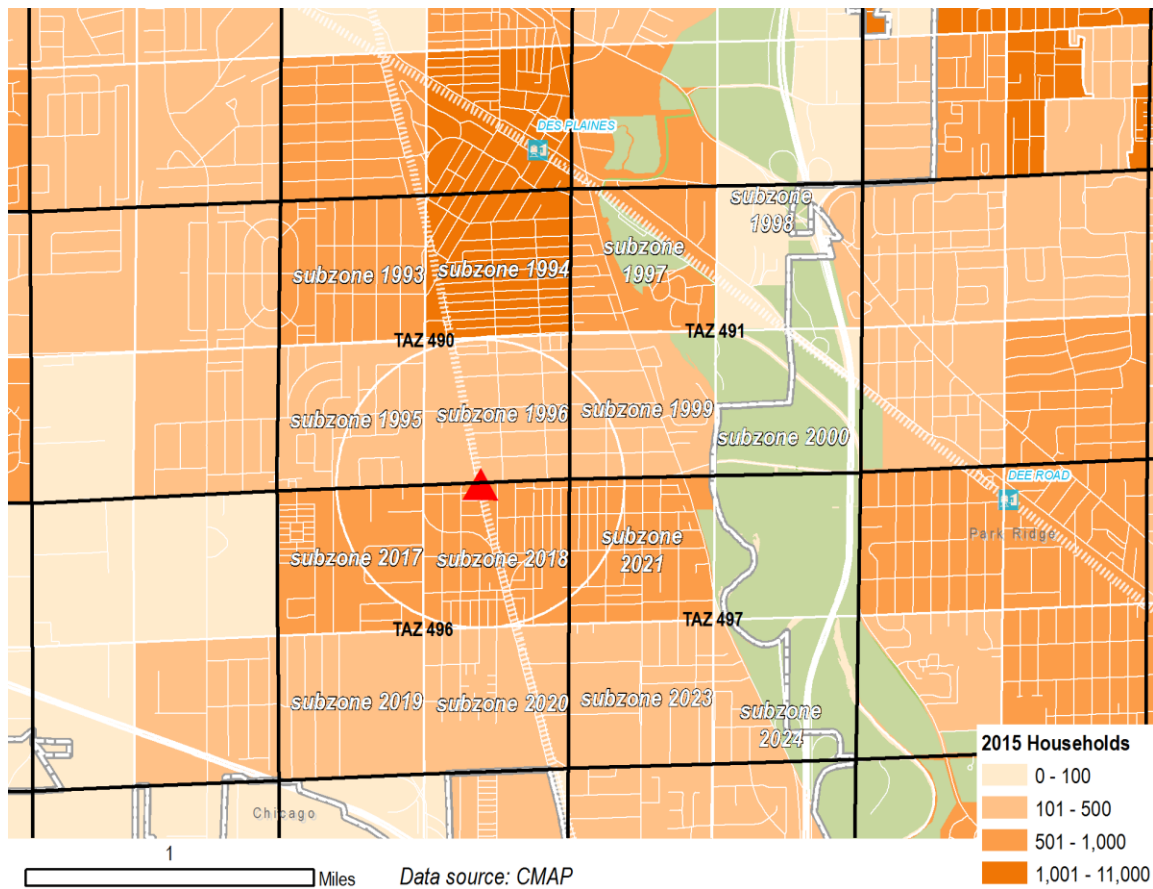 DES PLAINES
subzone
1998
subzone 1993
subzone 1994
subzone
1997
TAZ 490
TAZ 491
subzone 1995
subzone 1996
subzone 1999
subzone 2000
DEE ROAD
Park Ridge
subzone 2017
subzone 2018
subzone
2021
TAZ 496
TAZ 497
subzone 2019
subzone 2020
subzone 2023
subzone
2024
Chicago
2015 Households
0 - 100
101 - 500
501 - 1,000
1,001 - 11,000
1
Miles
Data source: CMAP